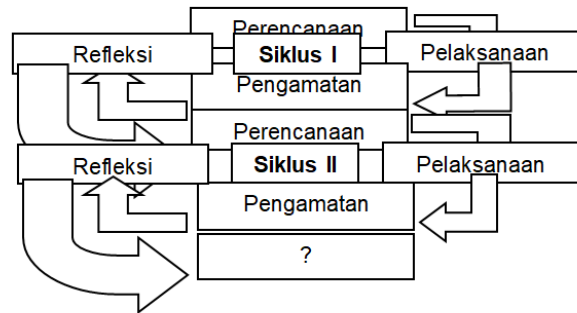 Perencanaan
Refleksi
Siklus I
Pelaksanaan
Pengamatan
Perencanaan
Refleksi
Siklus II
Pelaksanaan
Pengamatan
?